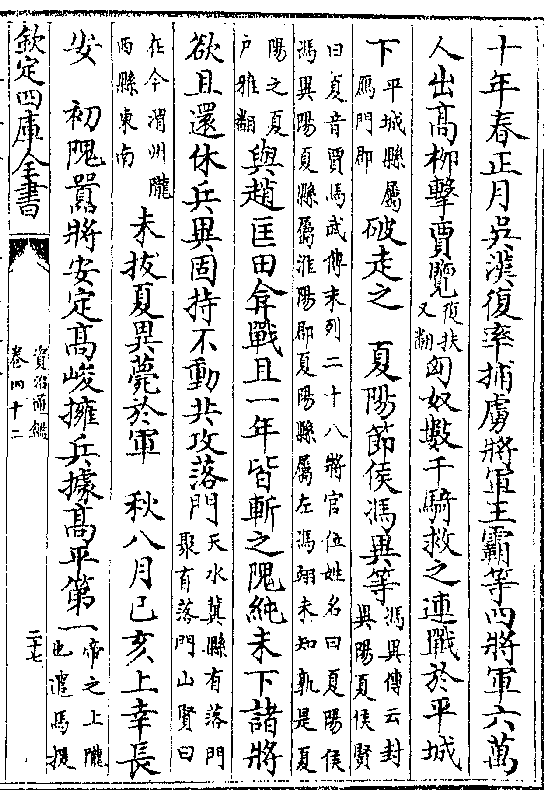 十年春正月吳漢復率捕虜將軍王霸等四將軍六萬
人出高柳擊賈覽復扶又翻匈奴數千騎救之連戰於平城
下平城縣屬鴈門郡破走之　夏陽節侯馮異等馮異傳云封異陽夏侯賢
曰夏音賈馬武傳末列二十八將官位姓名曰夏陽侯馮異陽夏縣屬淮陽郡夏陽縣屬左馮翊未知孰是夏
陽之夏戶雅翻與趙匡田弇戰且一年皆斬之隗純未下諸將
欲且還休兵異固持不動共攻落門天水冀縣有落門聚有落門山賢曰
在今渭州隴西縣東南未拔夏異薨於軍　秋八月己亥上幸長
安　初隗囂將安定高峻擁兵據高平第一帝之上隴也遣馬援
欽定四庫全書
資治通鑑
卷四十二
二十七